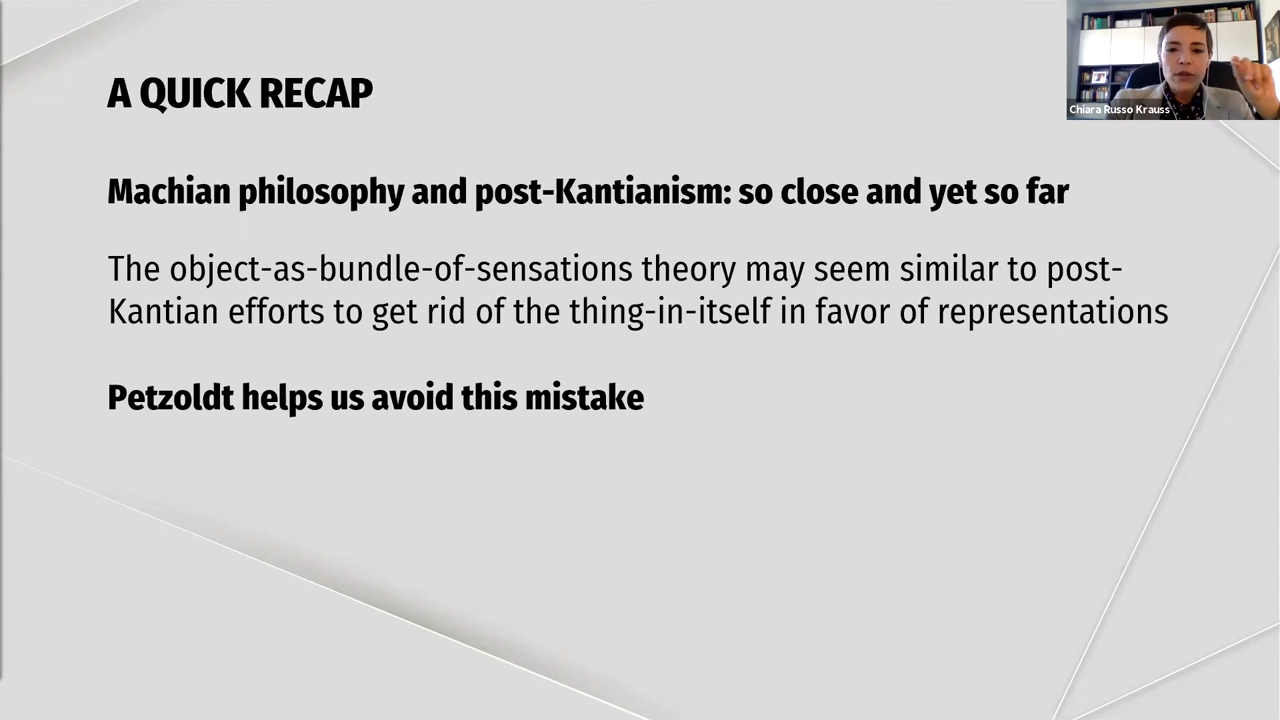 A QUICK RECAP
Chiara Russo Krauss
Machian philosophy and post-Kantianism: so close and yet so far
The object-as-bundle-of-sensations theory may seem similar to post-
Kantian efforts to get rid of the thing-in-itself in favor of representations
Petzoldt helps us avoid this mistake